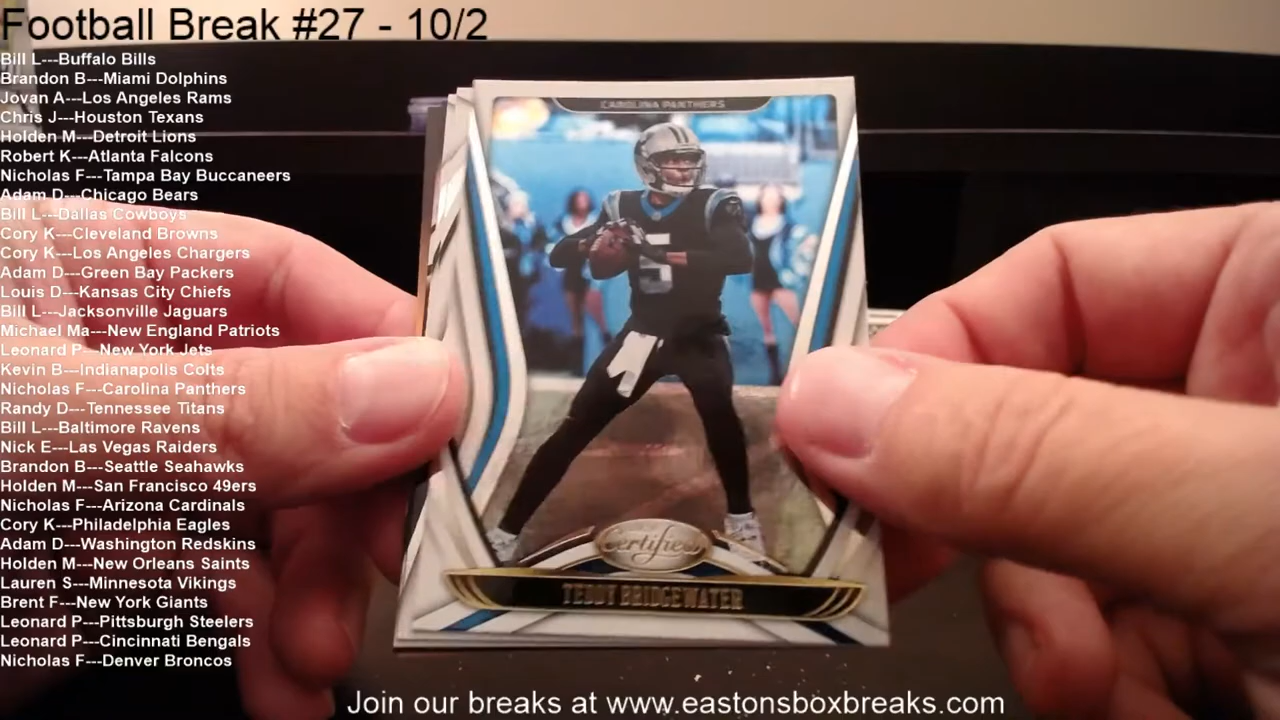 Football Break #27 - 10/2
Bill L---Buffalo Bills
Brandon B---Miami Dolphins
Jovan A---Los Angeles Rams
Chris J---Houston Texans
Holden M---Detroit Lions
Robert K---Atlanta Falcons
Nicholas F---Tampa Bay Buccaneers
Adam D---Chicago Bears
Bill L---Dallas Cowboys
Cory K---Cleveland Browns
Cory K---Los Angeles Chargers
Adam D---Green Bay Packers
Louis D---Kansas City Chiefs
Bill L---Jacksonville Jaguars
Michael Ma---New England Patriots
Leonard P---New York Jets
Kevin B---Indianapolis Colts
Nicholas F---Carolina Panthers
Randy D---Tennessee Titans
Bill L---Baltimore Ravens
Nick E---Las Vegas Raiders
Brandon B---Seattle Seahawks
Holden M---San Francisco 49ers
Nicholas F---Arizona Cardinals
Cory K---Philadelphia Eagles
Adam D---Washington Redskins
Holden M---New Orleans Saints
Lauren S---Minnesota Vikings
Brent F---New York Giants
Leonard P---Pittsburgh Steelers
Leonard P---Cincinnati Bengals
Nicholas F---Denver Broncos
CAROLINA PANTHERS
5
Certified
TEDDY BRIDGEWATER
Join our breaks at www.eastonsboxbreaks.com